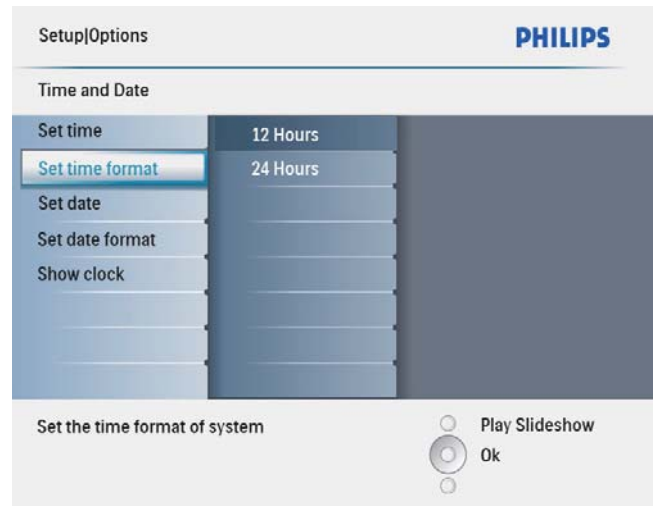 Setup|Options
PHILIPS
Time and Date
Set time
12 Hours
Set time format
24 Hours
Set date
Set date format
Show clock
Set the time format of system
Play Slideshow
Ok